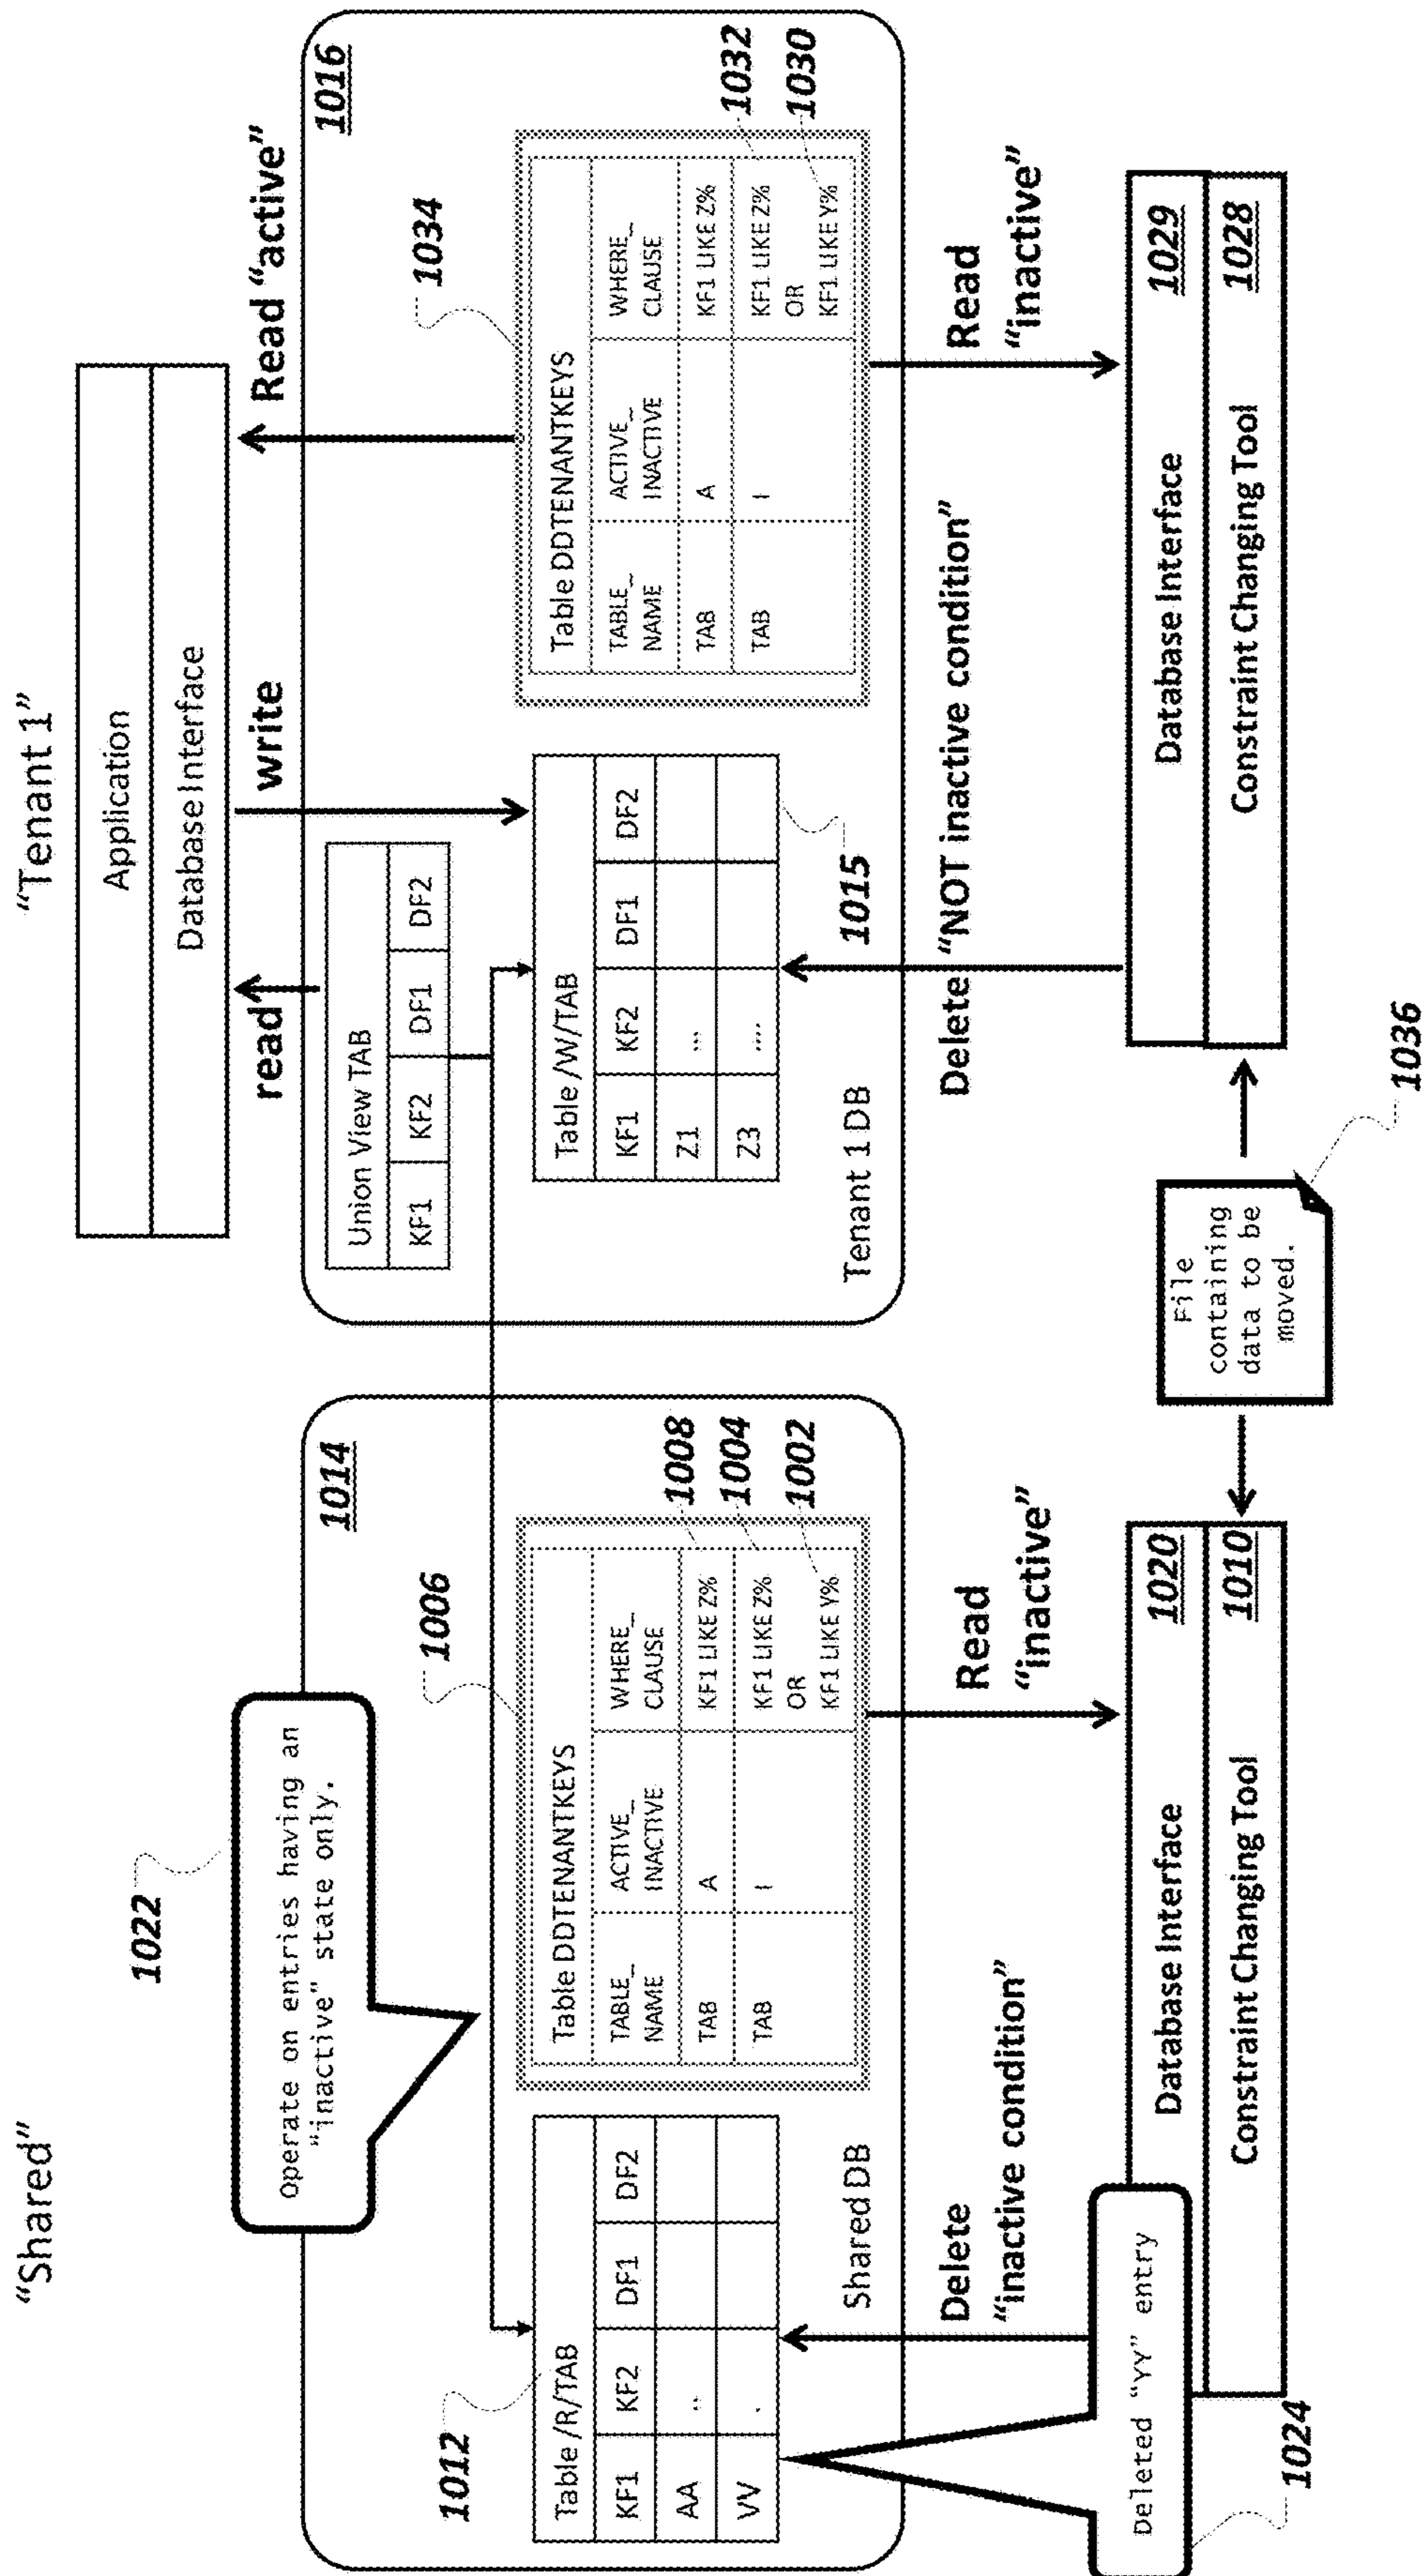 "Shared"
"Tenant 1"
1022
Operate on entries having an
"inactive" state only.
Application
Database Interface
read
write
Read "active"
1014
1016
1012
1006
1034
Union View TAB
KF1 KF2 DF1 DF2
Table /R/TAB
KF1 KF2 DF1 DF2
AA ..
VV .
Table DDTENANTKEYS
TABLE_
NAME
ACTIVE_
INACTIVE
WHERE_
CLAUSE
TAB A KF1 LIKE Z%
TAB I KF1 LIKE Z%
OR
KF1 LIKE Y%
1008
1004
1002
Shared DB
Table /W/TAB
KF1 KF2 DF1 DF2
Z1 ...
Z3 ....
1015
Tenant 1 DB
Table DDTENANTKEYS
TABLE_
NAME
ACTIVE_
INACTIVE
WHERE_
CLAUSE
TAB A KF1 LIKE Z%
TAB I KF1 LIKE Z%
OR
KF1 LIKE Y%
1032
1030
Delete
"inactive condition"
Read
"inactive"
Delete "NOT inactive condition"
Read
"inactive"
Deleted "YY" entry
1024
Database Interface 1020
Constraint Changing Tool 1010
File
containing
data to be
moved.
1036
Database Interface 1029
Constraint Changing Tool 1028